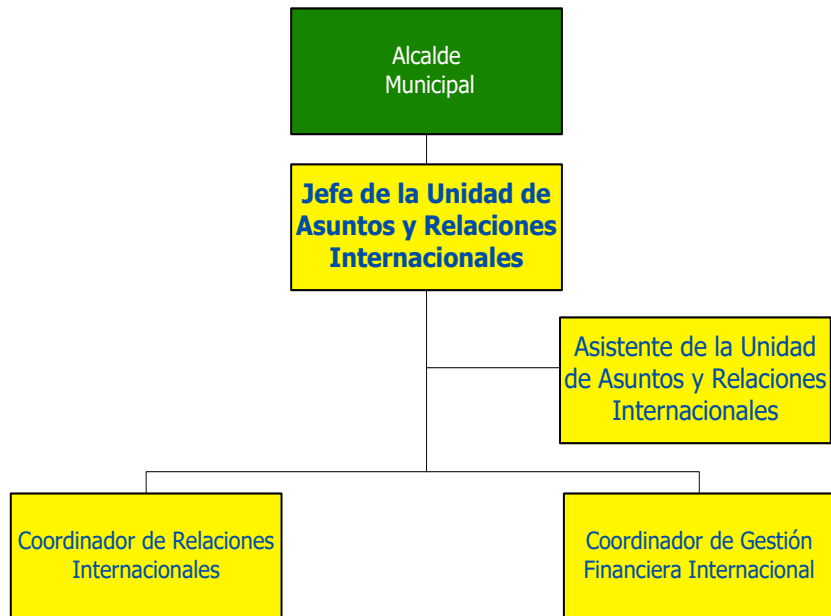 Alcalde
Municipal
Jefe de la Unidad de
Asuntos y Relaciones
Internacionales
Asistente de la Unidad
de Asuntos y Relaciones
Internacionales
Coordinador de Relaciones
Internacionales
Coordinador de Gestión
Financiera Internacional